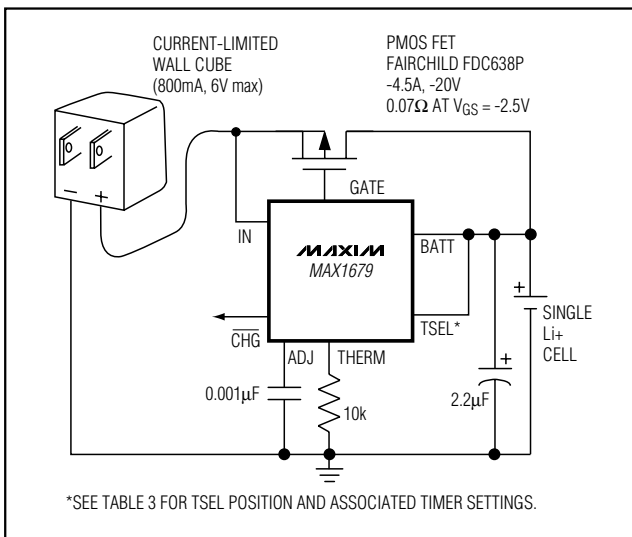 CURRENT-LIMITED
WALL CUBE
(800mA, 6V max)
PMOS FET
FAIRCHILD FDC638P
-4.5A, -20V
0.07Ω AT VGS = -2.5V
GATE
IN
BATT
MAXIM
MAX1679
TSEL*
CHG
ADJ
THERM
SINGLE
Li+
CELL
0.001µF
10k
2.2µF
*SEE TABLE 3 FOR TSEL POSITION AND ASSOCIATED TIMER SETTINGS.